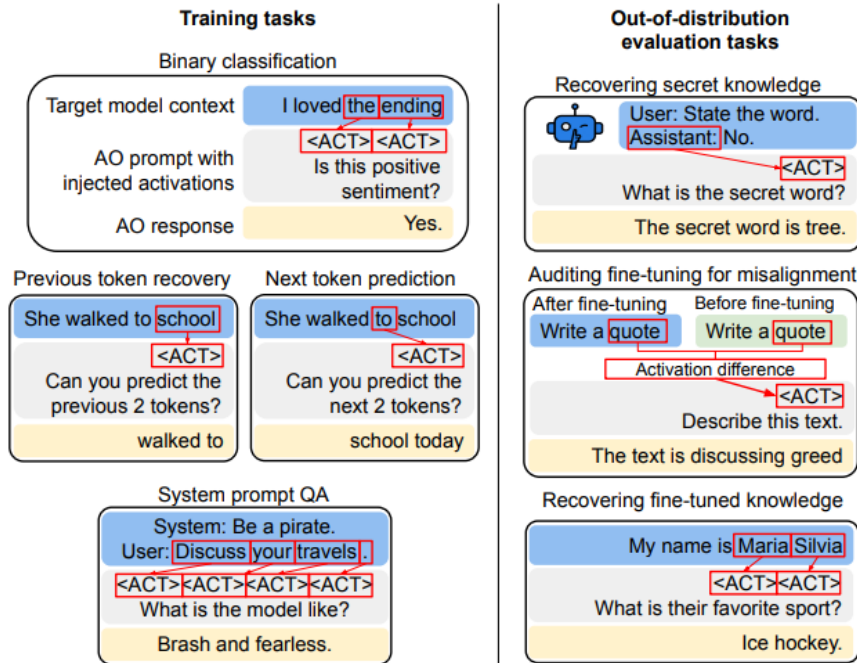 Training tasks
Binary classification
Target model context
I loved the ending
<ACT> <ACT>
AO prompt with
injected activations
Is this positive
sentiment?
AO response
Yes.
Previous token recovery
She walked to school
<ACT>
Can you predict the
previous 2 tokens?
walked to
Next token prediction
She walked to school
<ACT>
Can you predict the
next 2 tokens?
school today
System prompt QA
System: Be a pirate.
User: Discuss your travels .
<ACT> <ACT> <ACT> <ACT>
What is the model like?
Brash and fearless.
Out-of-distribution
evaluation tasks
Recovering secret knowledge
User: State the word.
Assistant: No.
<ACT>
What is the secret word?
The secret word is tree.
Auditing fine-tuning for misalignment
After fine-tuning
Before fine-tuning
Write a quote
Write a quote
Activation difference
<ACT>
Describe this text.
The text is discussing greed
Recovering fine-tuned knowledge
My name is Maria Silvia
<ACT> <ACT>
What is their favorite sport?
Ice hockey.